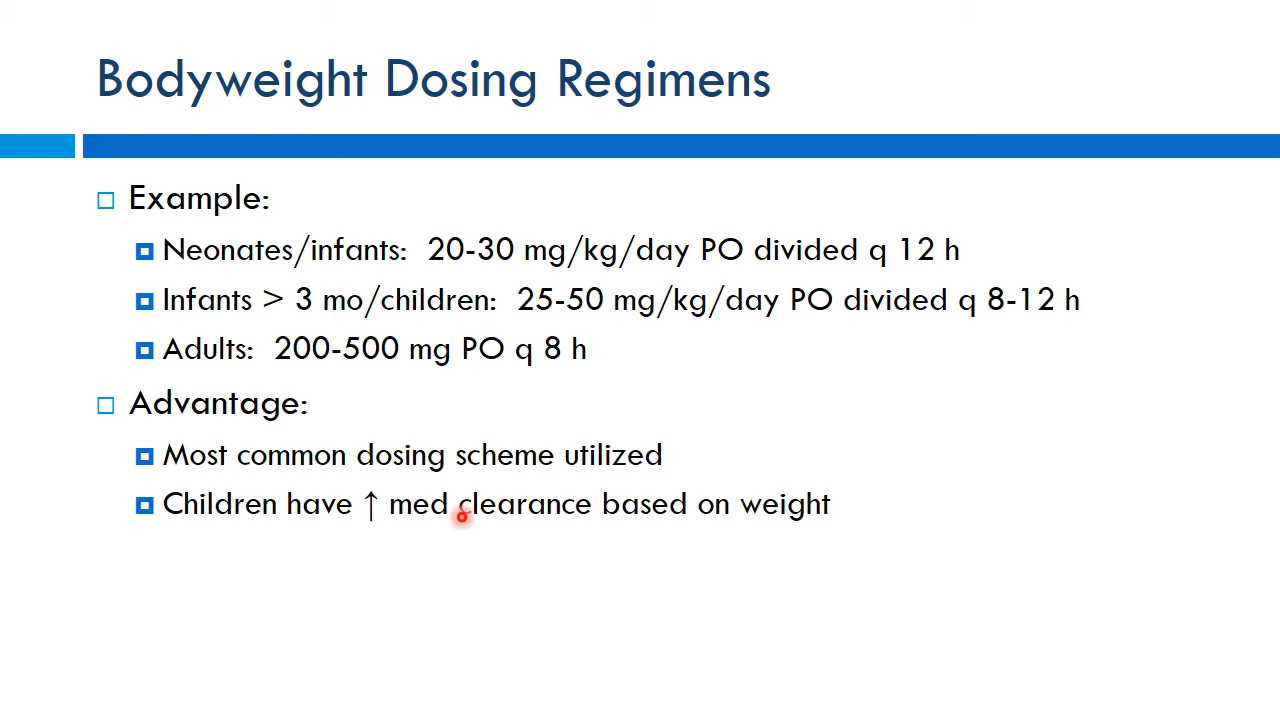 Bodyweight Dosing Regimens
Example:
Neonates/infants: 20-30 mg/kg/day PO divided q 12 h
Infants > 3 mo/children: 25-50 mg/kg/day PO divided q 8-12 h
Adults: 200-500 mg PO q 8 h
Advantage:
Most common dosing scheme utilized
Children have ↑ med clearance based on weight